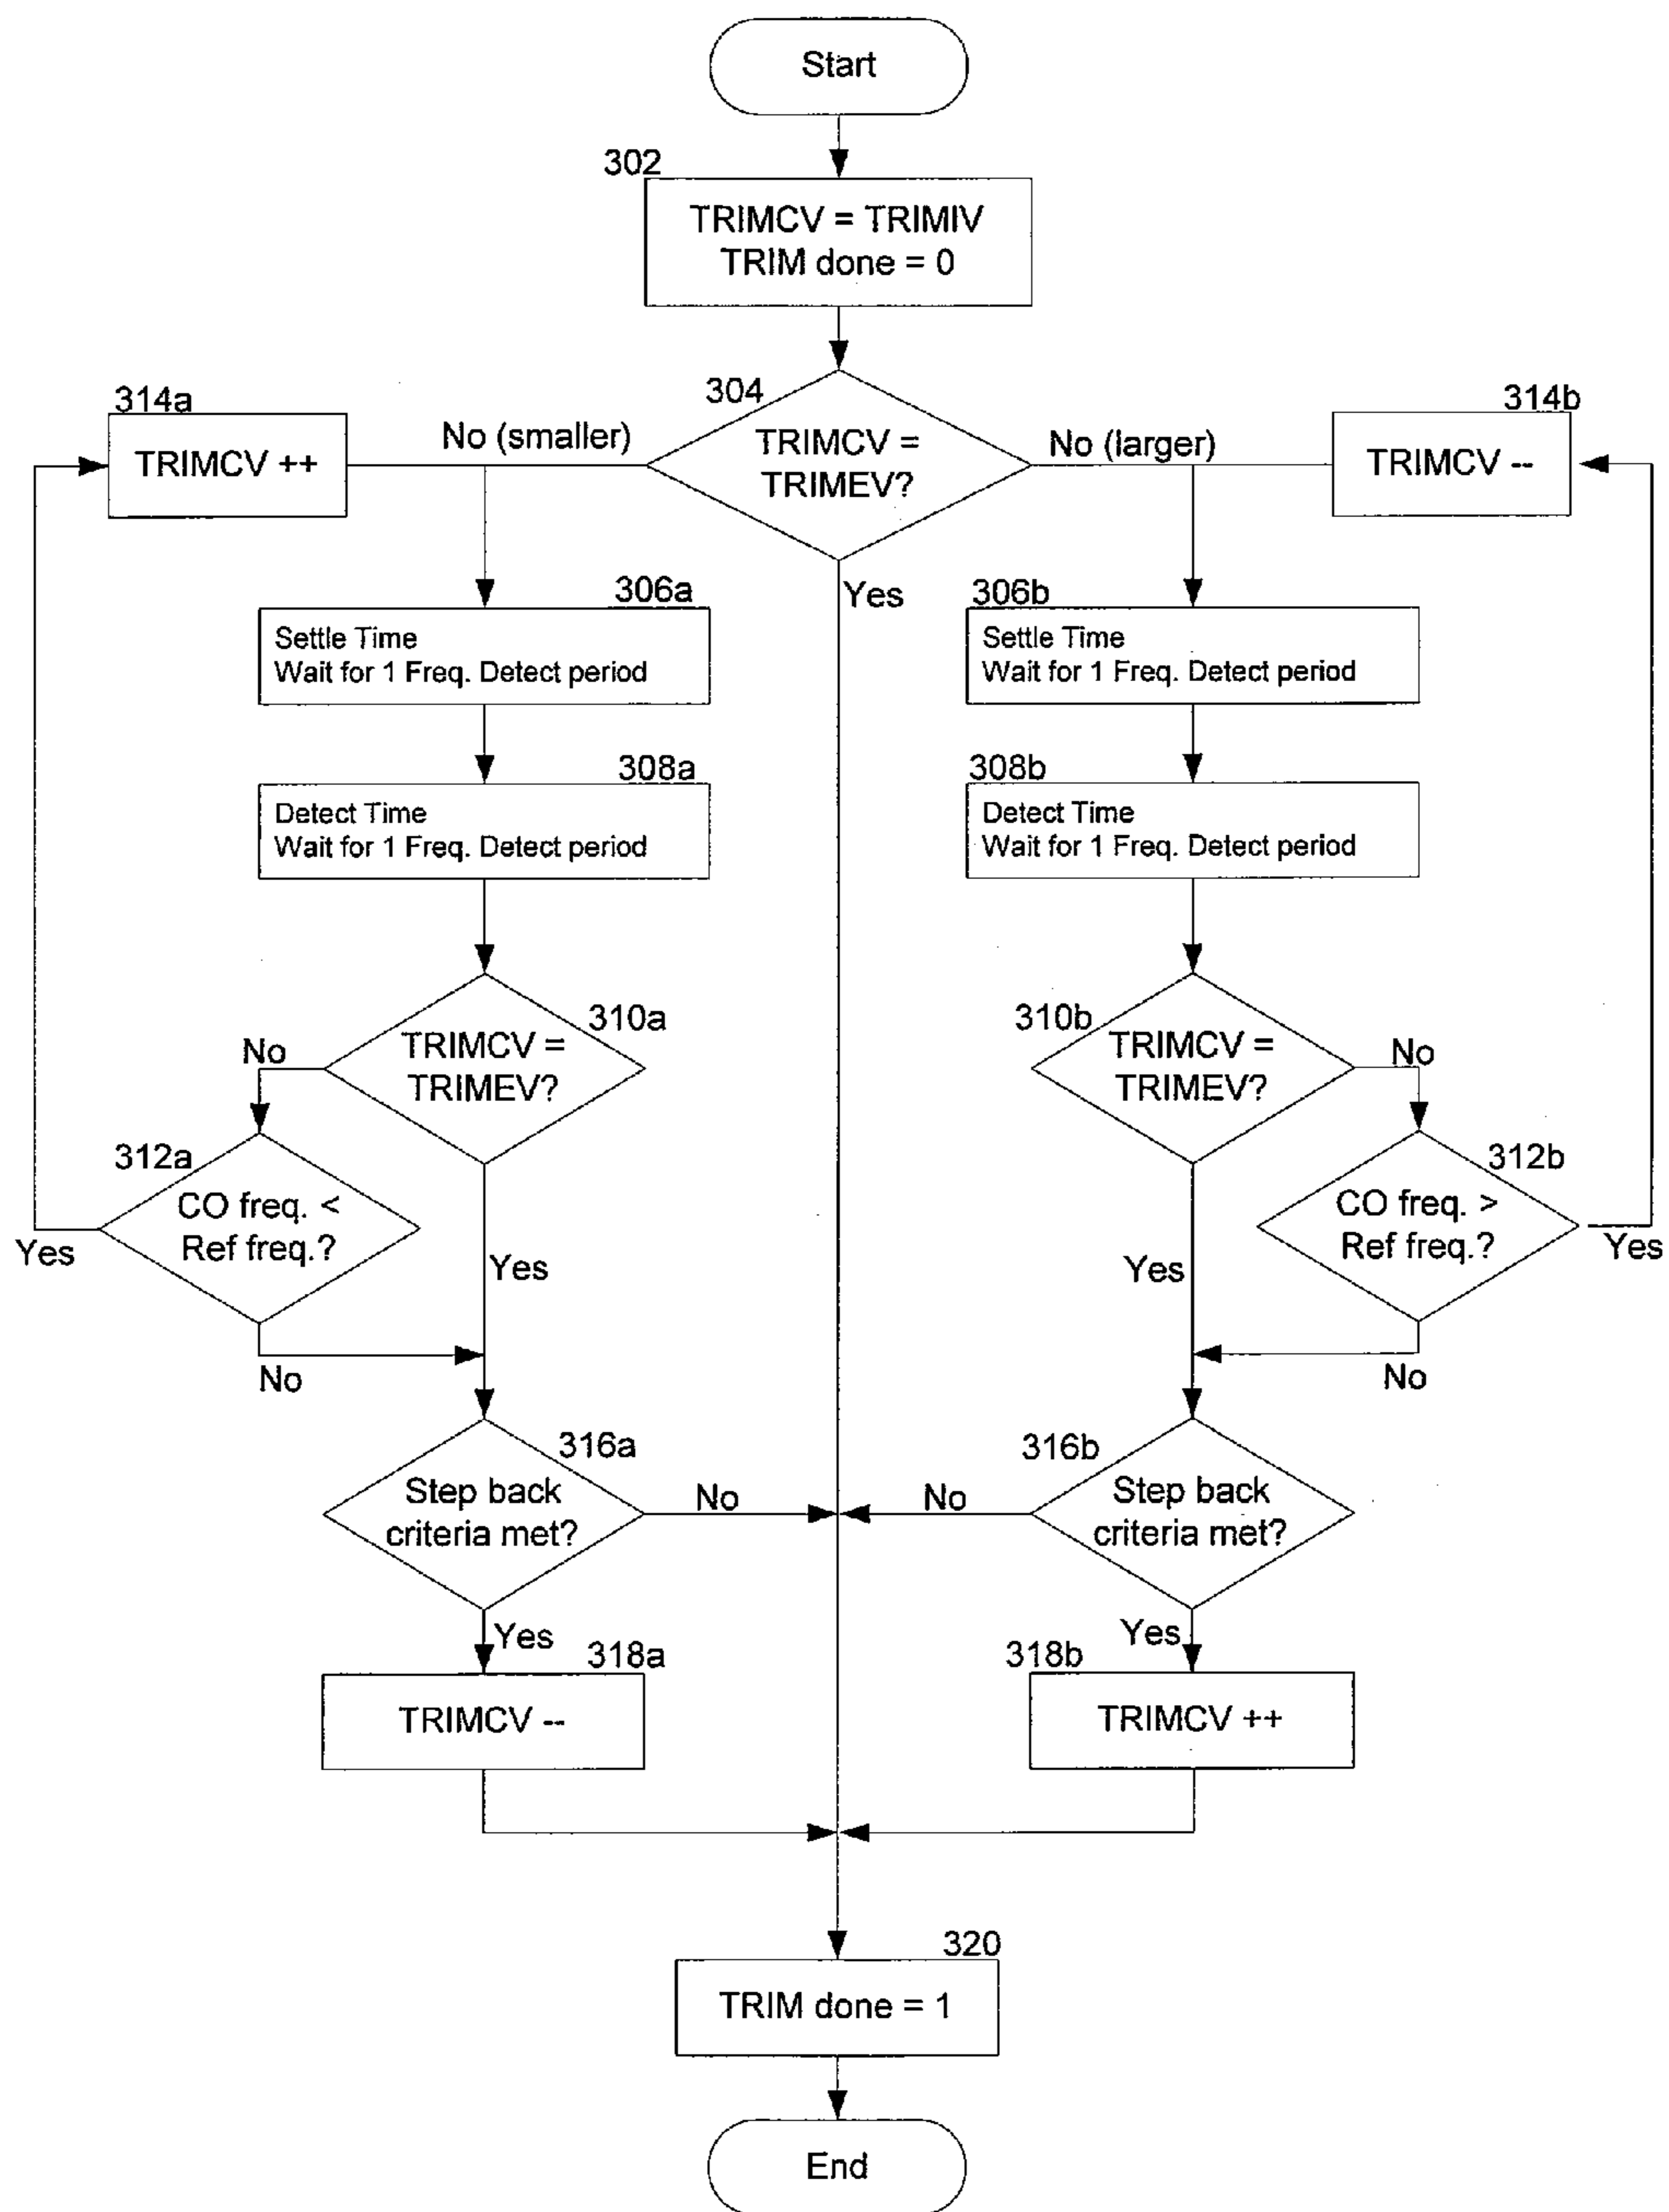 Start
302
TRIMCV = TRIMIV
TRIM done = 0
304
TRIMCV =
TRIMEV?
No (smaller)
No (larger)
Yes
314a
TRIMCV ++
314b
TRIMCV --
306a
Settle Time
Wait for 1 Freq. Detect period
306b
Settle Time
Wait for 1 Freq. Detect period
308a
Detect Time
Wait for 1 Freq. Detect period
308b
Detect Time
Wait for 1 Freq. Detect period
310a
TRIMCV =
TRIMEV?
No
Yes
310b
TRIMCV =
TRIMEV?
No
Yes
312a
CO freq. <
Ref freq.?
Yes
No
312b
CO freq. >
Ref freq.?
Yes
No
316a
Step back
criteria met?
No
Yes
316b
Step back
criteria met?
No
Yes
318a
TRIMCV --
318b
TRIMCV ++
320
TRIM done = 1
End